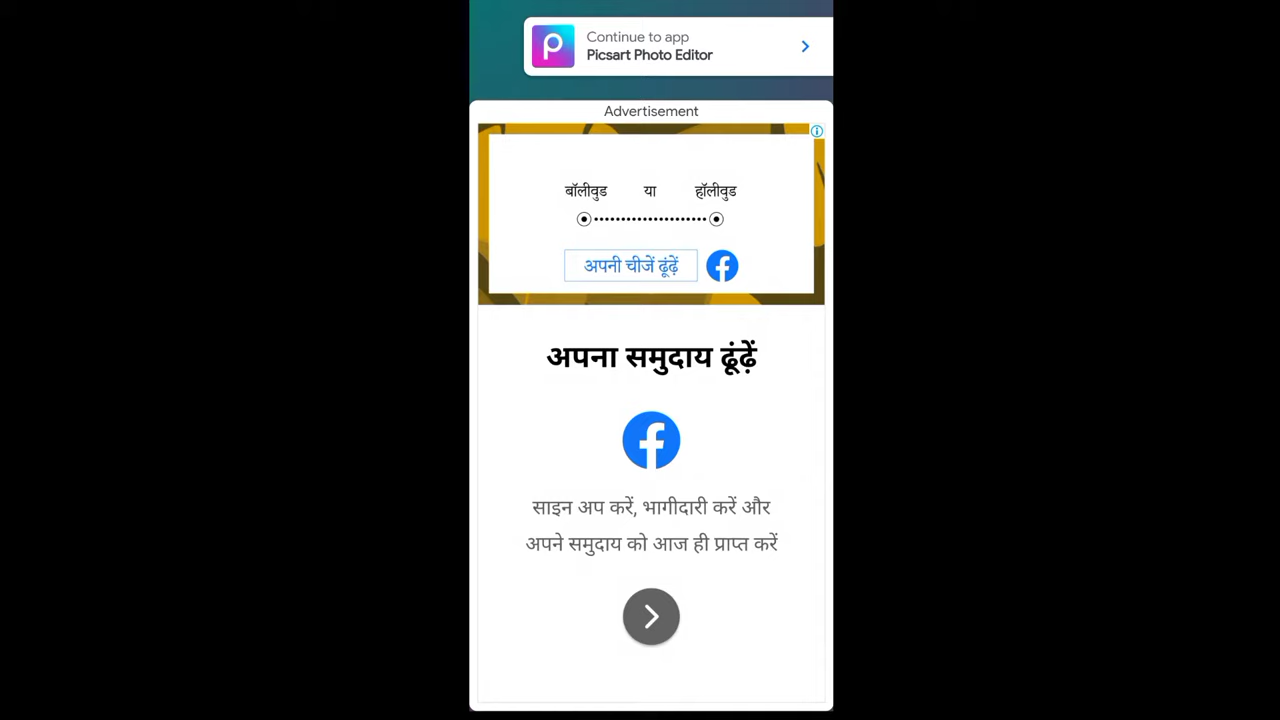 Continue to app
Picsart Photo Editor
Advertisement
बॉलीवुड या हॉलीवुड
अपनी चीजें ढूंढ़ें
अपना समुदाय ढूंढ़ें
साइन अप करें, भागीदारी करें और
अपने समुदाय को आज ही प्राप्त करें